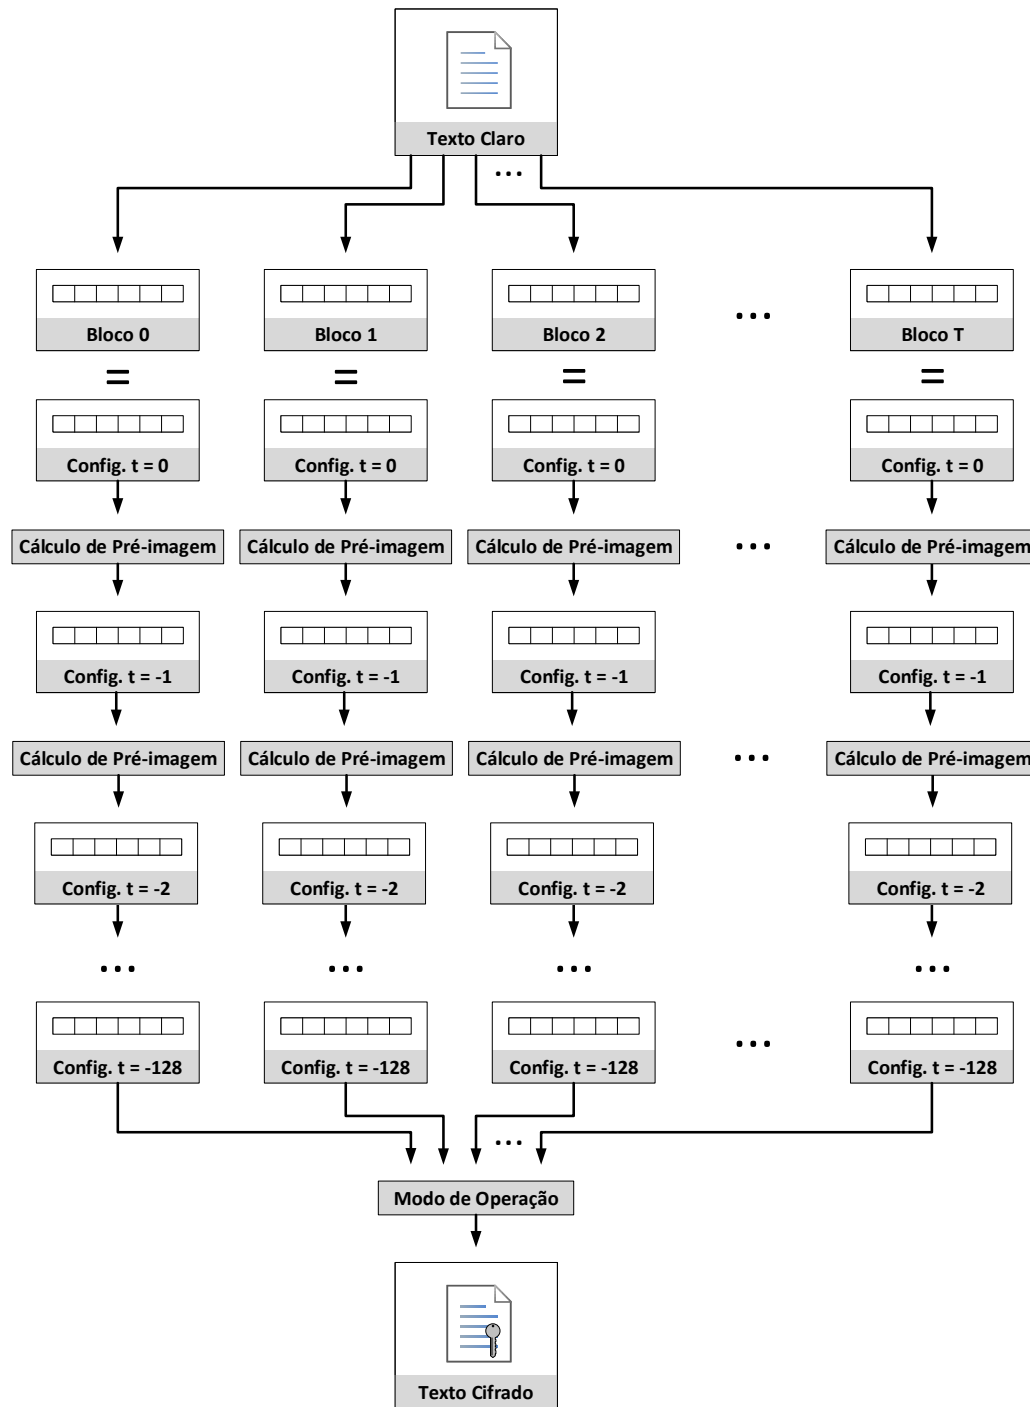 Texto Claro
...
Bloco 0 Bloco 1 Bloco 2 ... Bloco T
= = = =
Config. t = 0 Config. t = 0 Config. t = 0 Config. t = 0
Cálculo de Pré-imagem Cálculo de Pré-imagem Cálculo de Pré-imagem ... Cálculo de Pré-imagem
Config. t = -1 Config. t = -1 Config. t = -1 Config. t = -1
Cálculo de Pré-imagem Cálculo de Pré-imagem Cálculo de Pré-imagem ... Cálculo de Pré-imagem
Config. t = -2 Config. t = -2 Config. t = -2 Config. t = -2
... ... ... ...
Config. t = -128 Config. t = -128 Config. t = -128 ... Config. t = -128
...
Modo de Operação
Texto Cifrado